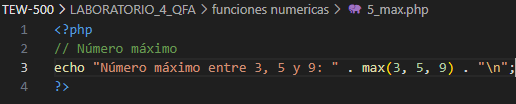 TEW-500 > LABORATORIO_4_QFA > funciones numericas > 5_max.php
1 <?php
2 // Número máximo
3 echo "Número máximo entre 3, 5 y 9: " . max(3, 5, 9) . "\n";
4 ?>